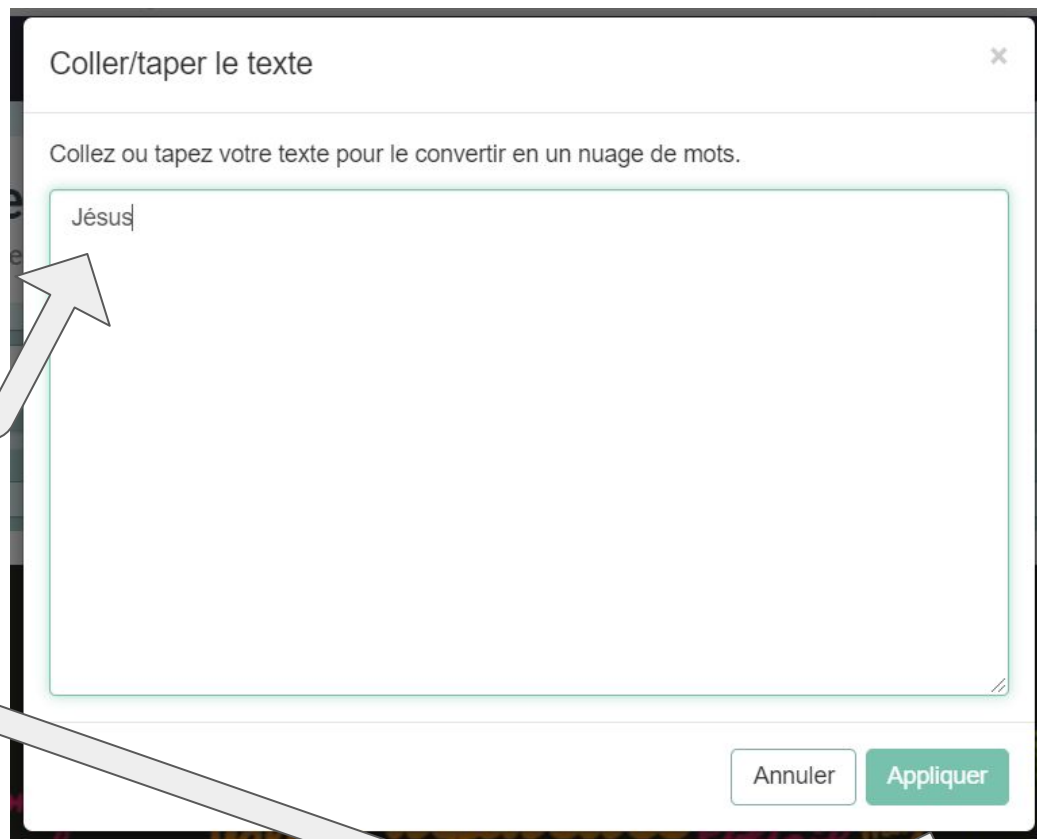 Coller/taper le texte ×
Collez ou tapez votre texte pour le convertir en un nuage de mots.
Jésus
Annuler Appliquer